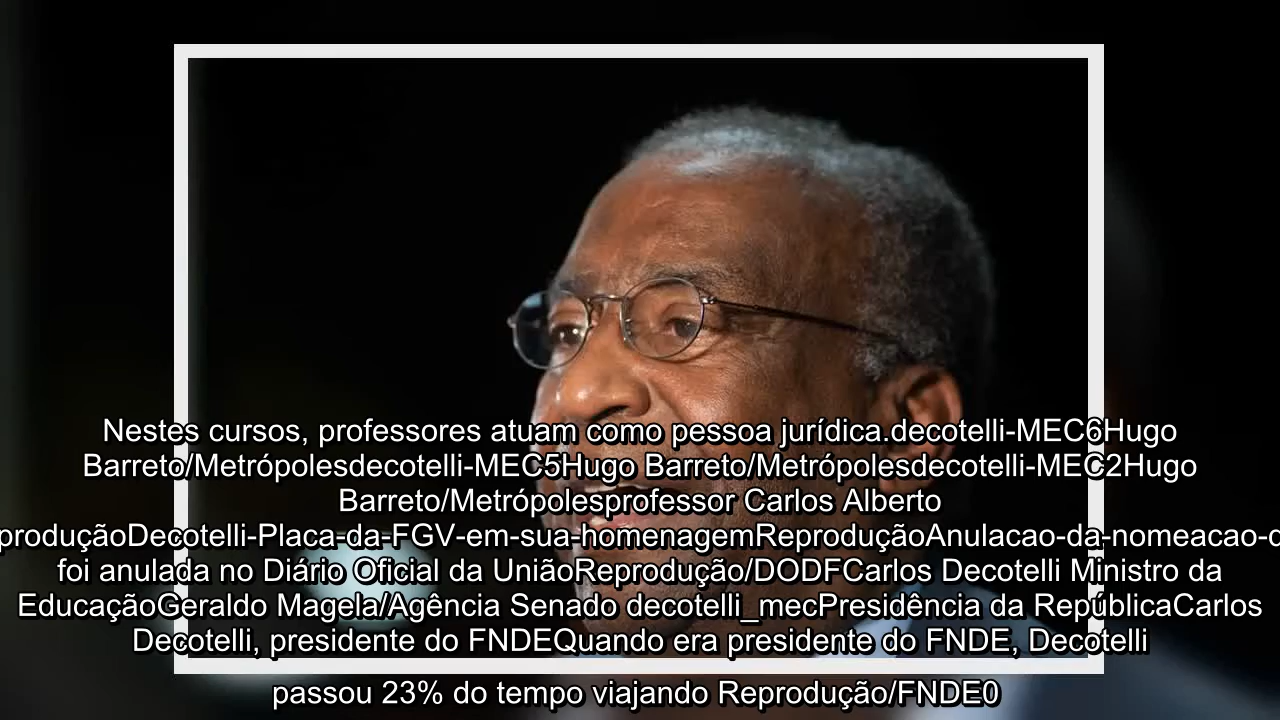 Nestes cursos, professores atuam como pessoa jurídica.decotelli-MEC6Hugo
Barreto/Metrópolesdecotelli-MEC5Hugo Barreto/Metrópolesdecotelli-MEC2Hugo
Barreto/Metrópolesprofessor Carlos Alberto
produçãoDecotelli-Placa-da-FGV-em-sua-homenagemReproduçãoAnulacao-da-nomeacao-
foi anulada no Diário Oficial da UniãoReprodução/DODFCarlos Decotelli Ministro da
EducaçãoGeraldo Magela/Agência Senado decotelli_mecPresidência da RepúblicaCarlos
Decotelli, presidente do FNDEQuando era presidente do FNDE, Decotelli
passou 23% do tempo viajando Reprodução/FNDE0